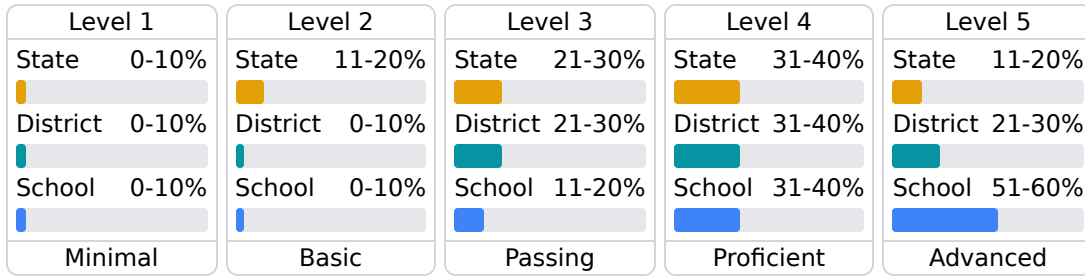 Level 1
State 0-10%
District 0-10%
School 0-10%
Minimal
Level 2
State 11-20%
District 0-10%
School 0-10%
Basic
Level 3
State 21-30%
District 21-30%
School 11-20%
Passing
Level 4
State 31-40%
District 31-40%
School 31-40%
Proficient
Level 5
State 11-20%
District 21-30%
School 51-60%
Advanced